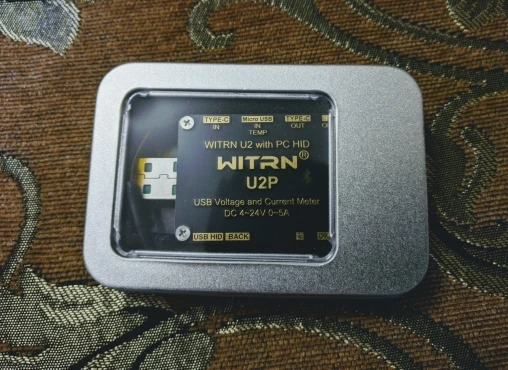 TYPE-C Micro USB TYPE-C
IN IN OUT
TEMP
WITRN U2 with PC HID
WITRN®
U2P
USB Voltage and Current Meter
DC 4~24V 0~5A
USB HID BACK